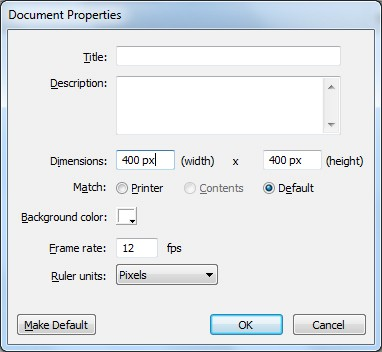 Document Properties
Title:
Description:
Dimensions: 400 px (width) x 400 px (height)
Match: Printer Contents Default
Background color:
Frame rate: 12 fps
Ruler units: Pixels
Make Default OK Cancel